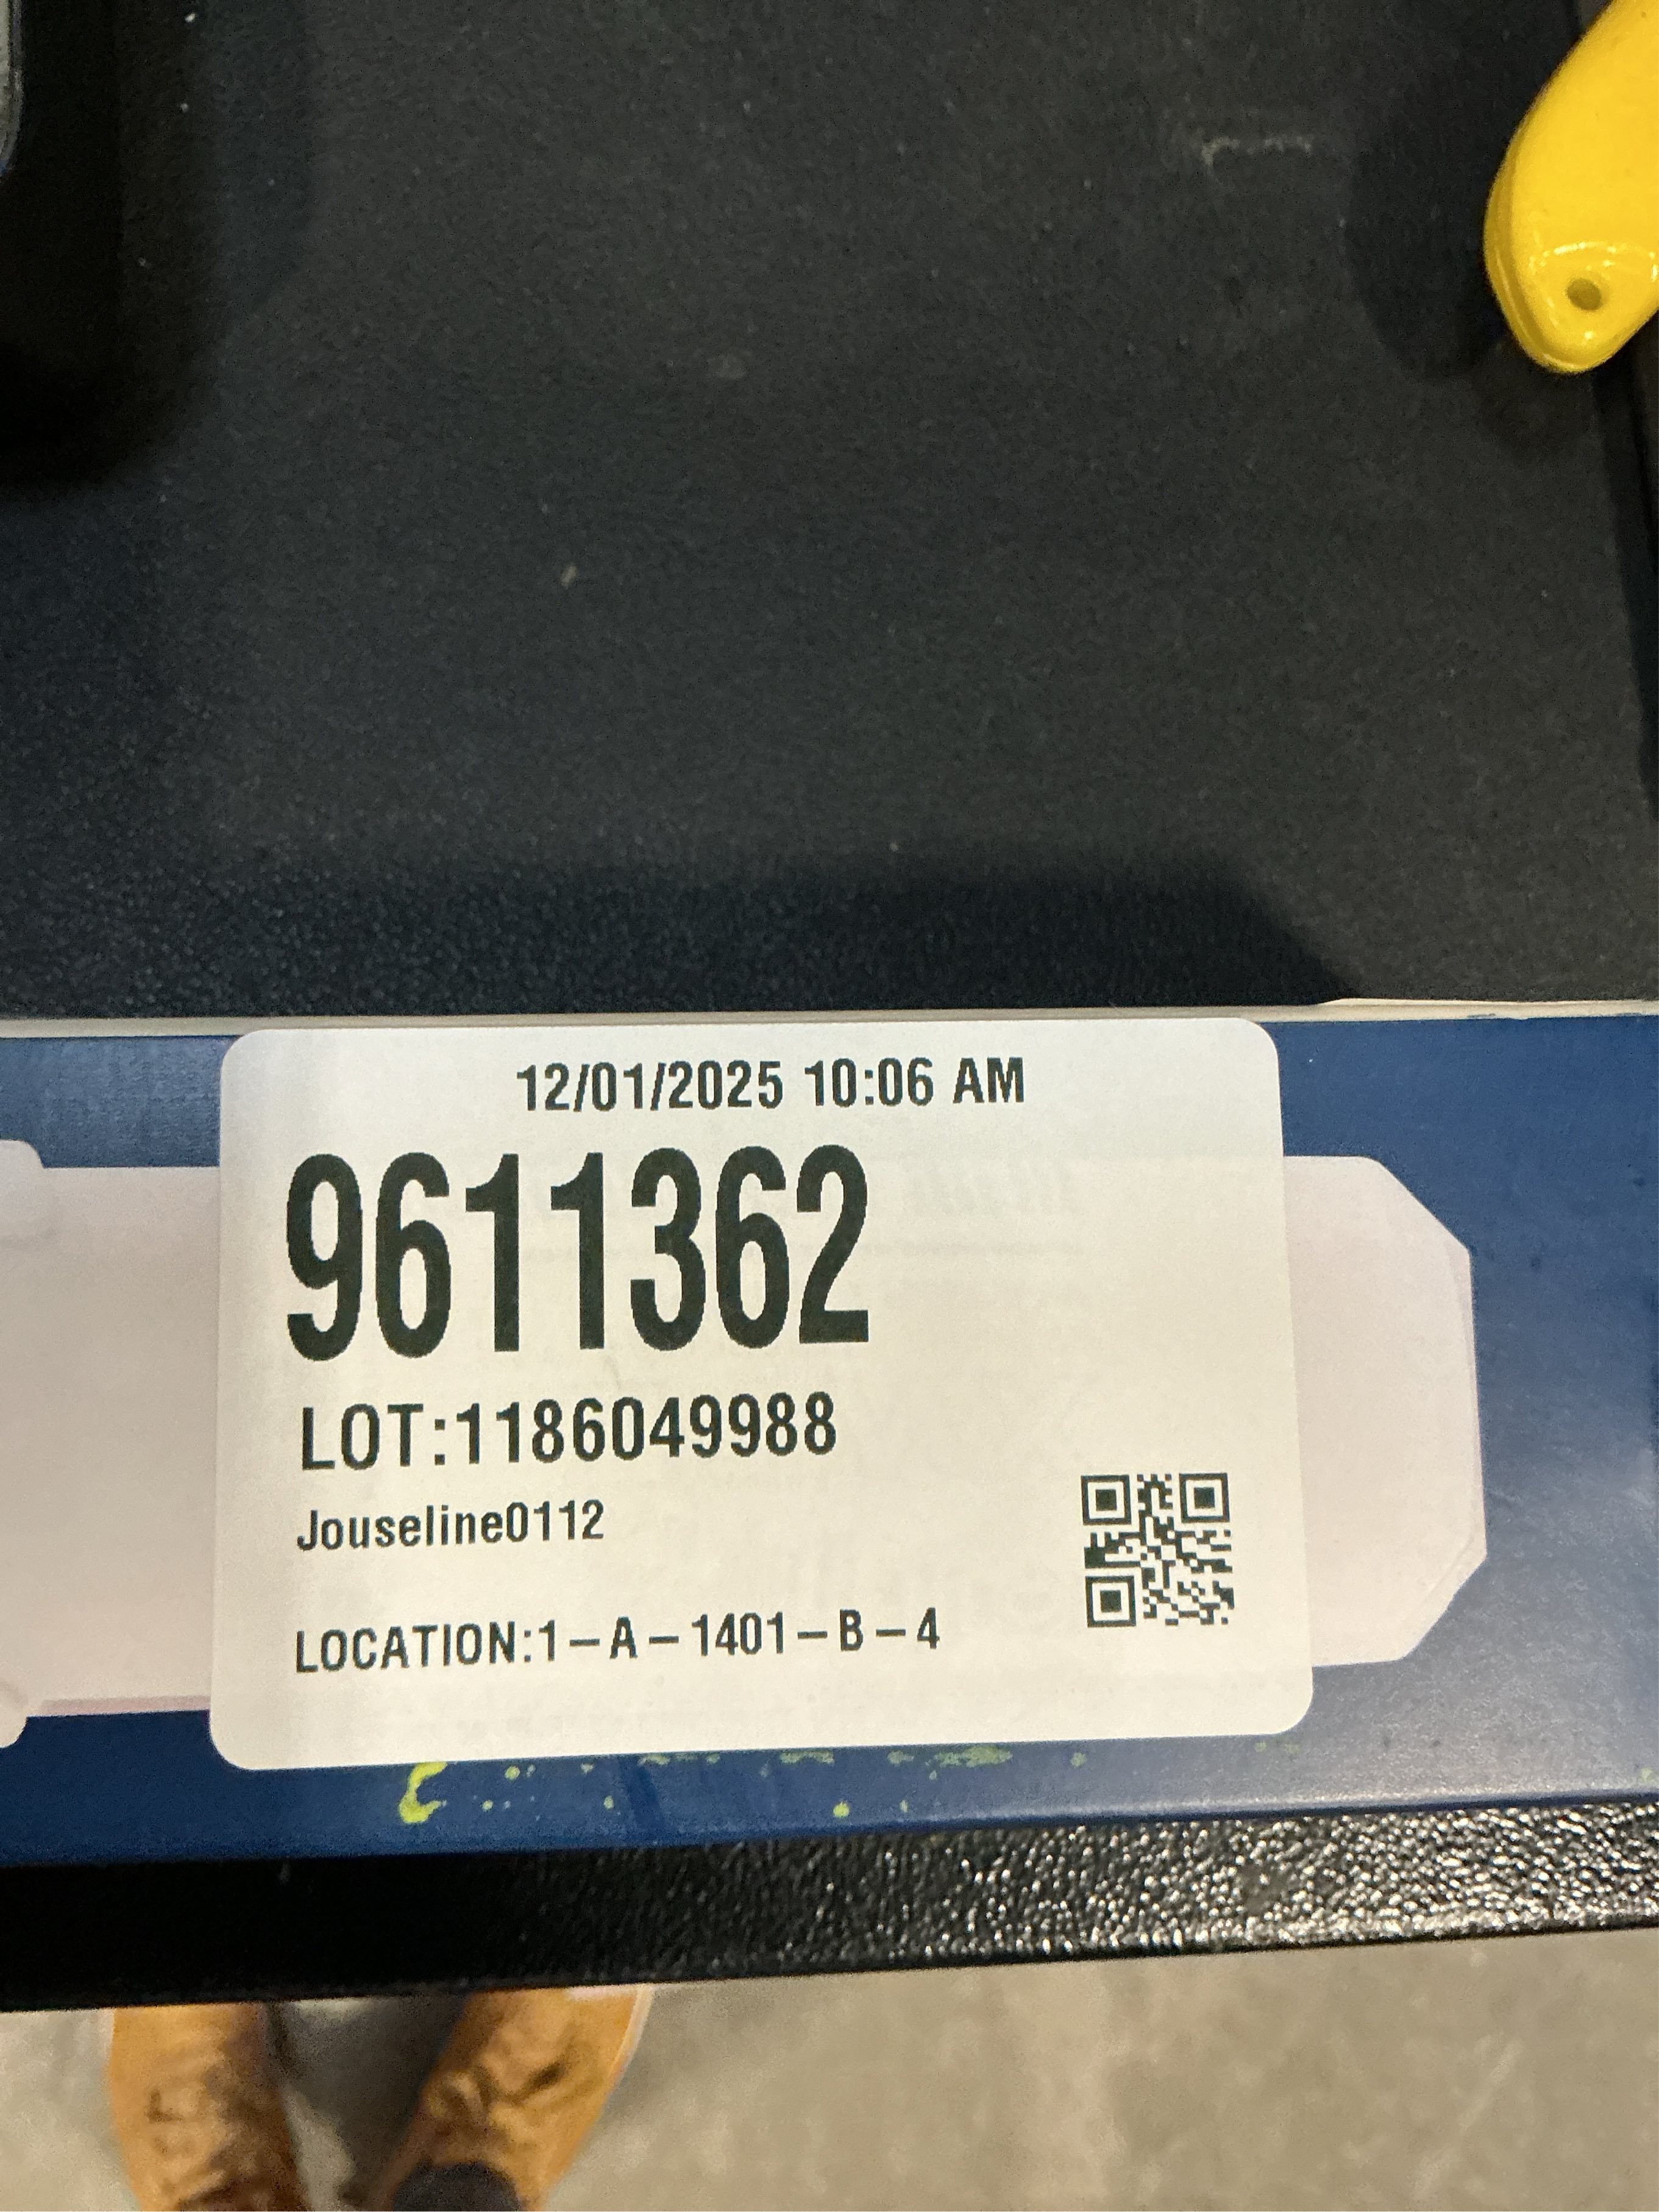 12/01/2025 10:06 AM
9611362
LOT:1186049988
Jouseline0112
LOCATION:1-A-1401-B-4